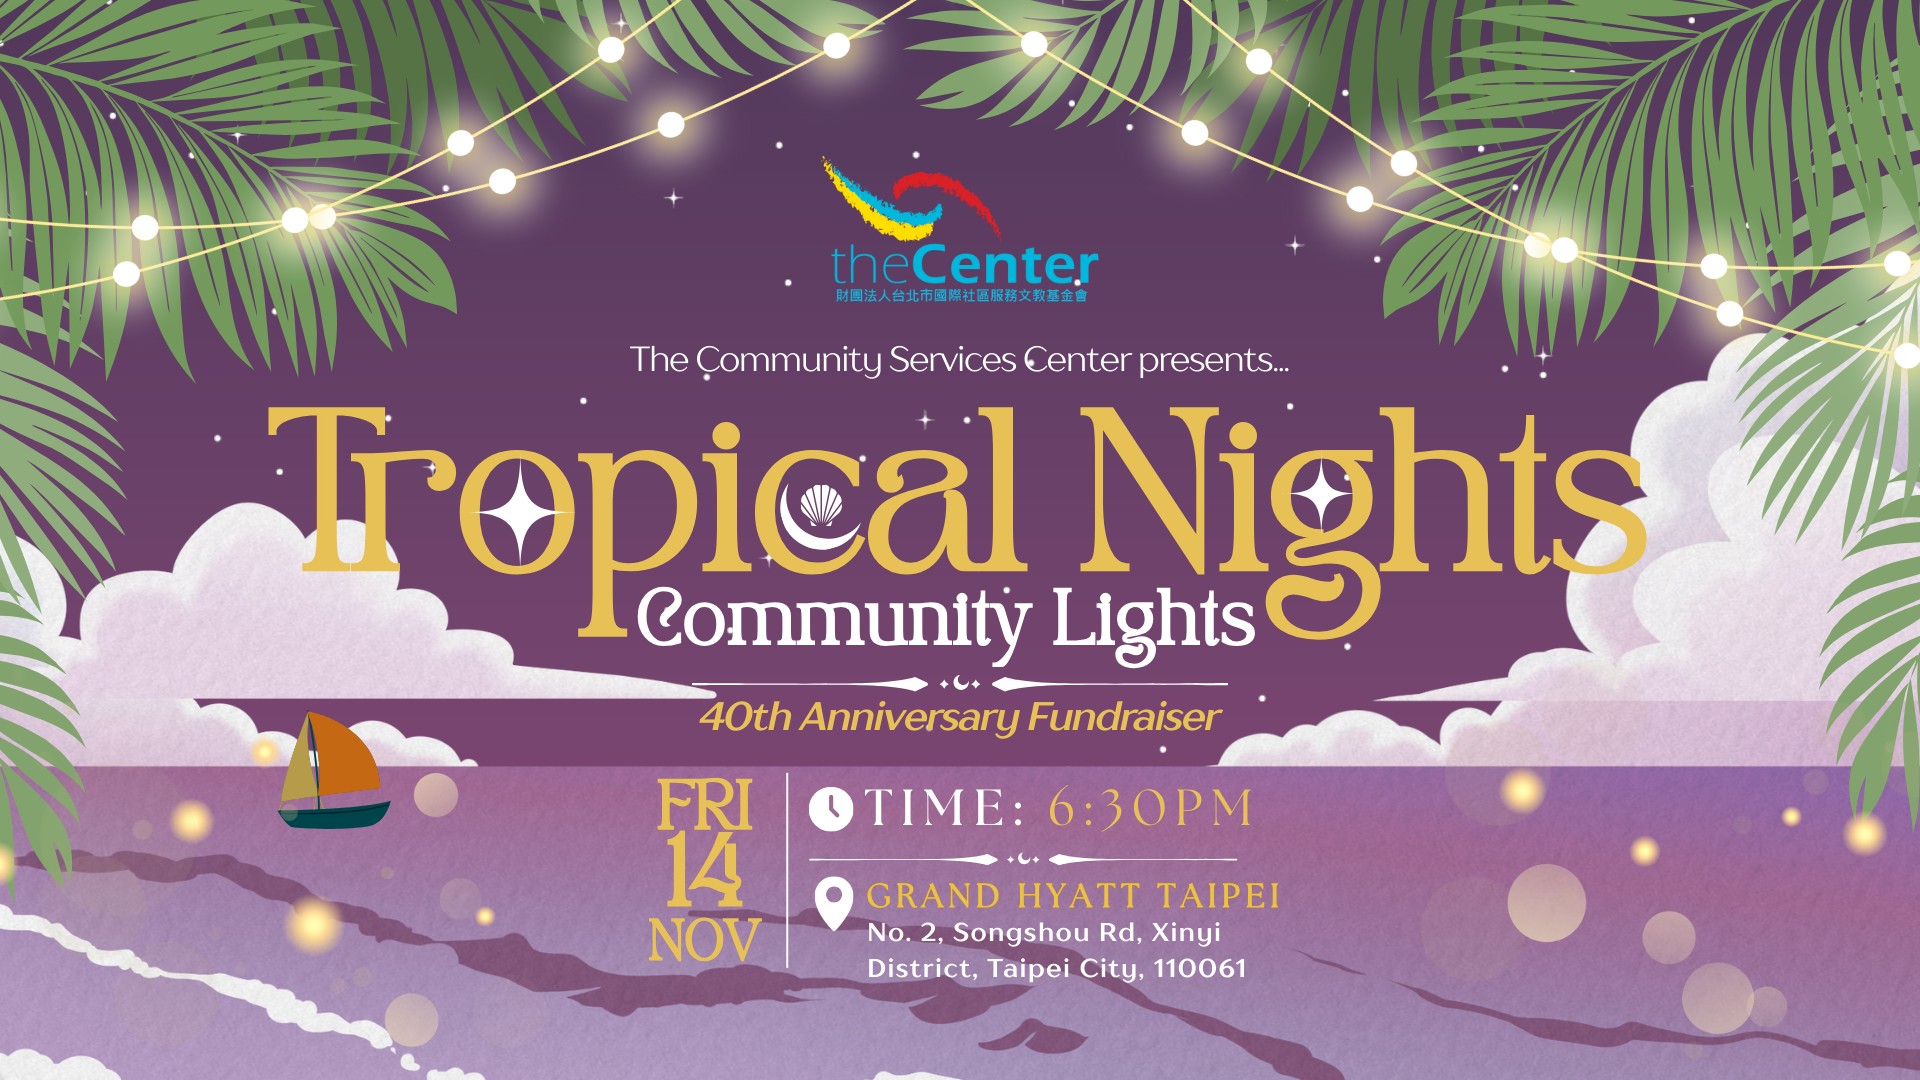 theCenter
財團法人台北市國際社區服務文教基金會
The Community Services Center presents...
Tropical Nights
Community Lights
40th Anniversary Fundraiser
FRI
14
NOV
TIME: 6:30PM
GRAND HYATT TAIPEI
No. 2, Songshou Rd, Xinyi
District, Taipei City, 110061